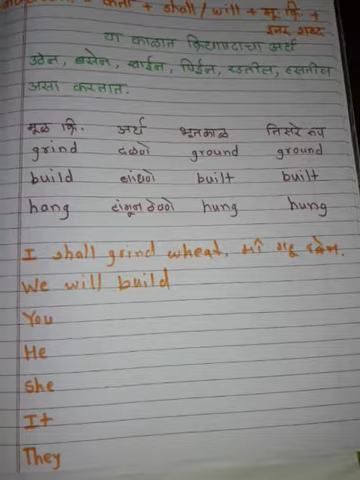 = कर्ता + shall / will + मू. क्रि. +
इतर शब्द
या काळात क्रियापदाचा अर्थ
उठेन, बसेन, खाईन, पिईन, रडतील, हसतील
असा करतात.
मूळ क्रि. अर्थ भूतकाळ तिसरे रूप
grind दळणे ground ground
build बांधणे built built
hang टांगून ठेवणे hung hung
I shall grind wheat. मी गहू दळेन.
We will build
You
He
She
It
They